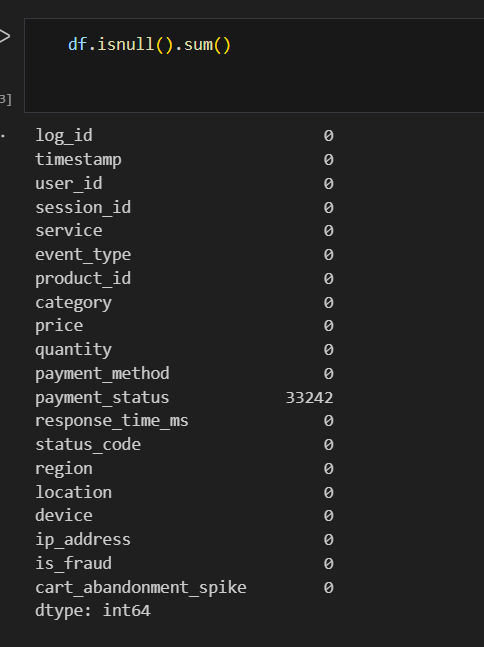 df.isnull().sum()
3]
log_id 0
timestamp 0
user_id 0
session_id 0
service 0
event_type 0
product_id 0
category 0
price 0
quantity 0
payment_method 0
payment_status 33242
response_time_ms 0
status_code 0
region 0
location 0
device 0
ip_address 0
is_fraud 0
cart_abandonment_spike 0
dtype: int64